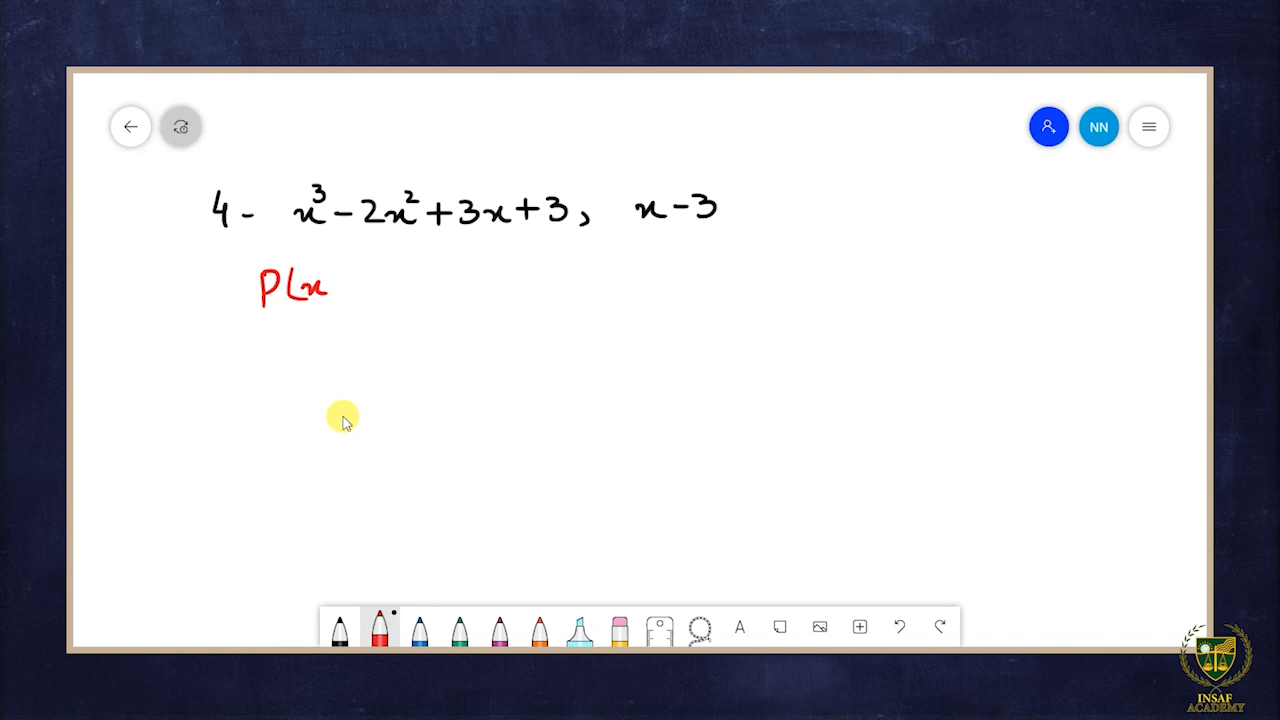 NN
4- x³-2x²+3x+3, x-3
P(x
A
INSAF
ACADEMY